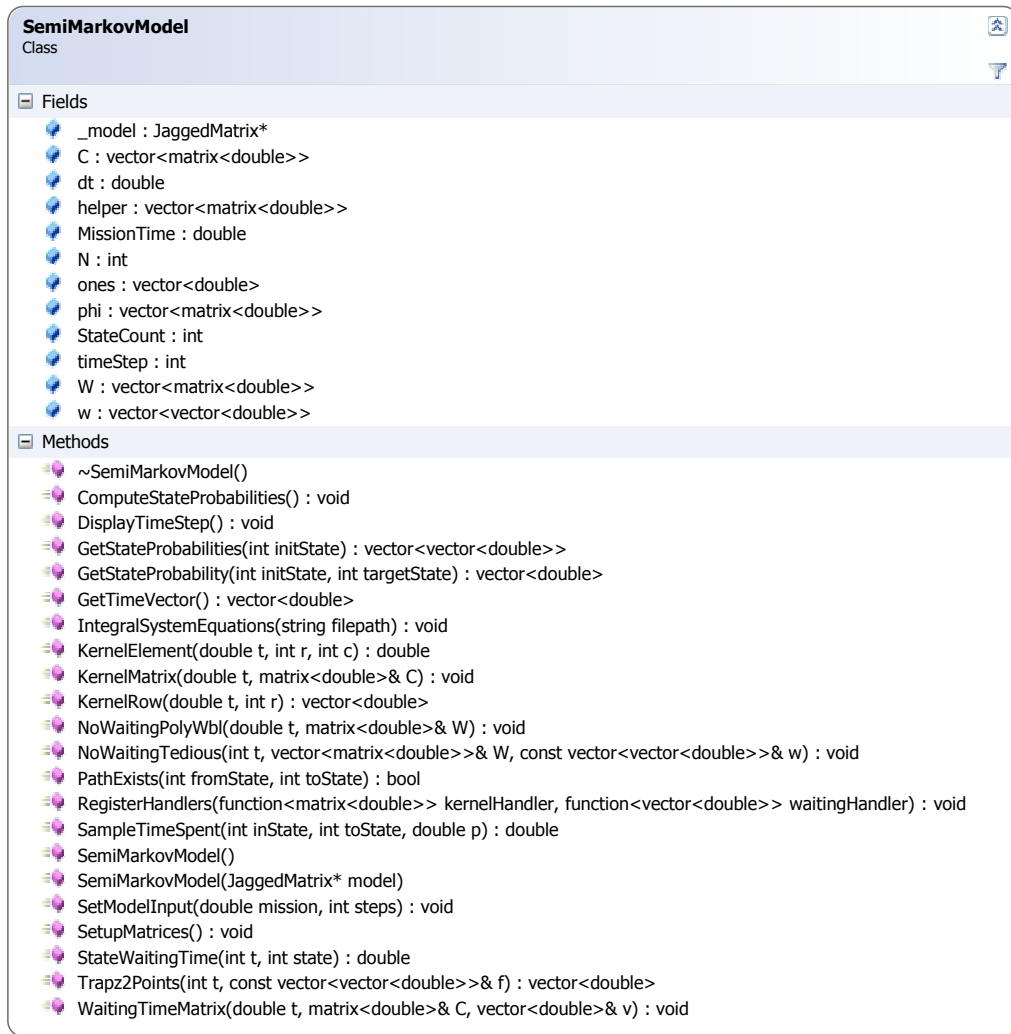 SemiMarkovModel
Class
Fields
_model : JaggedMatrix*
C : vector<matrix<double>>
dt : double
helper : vector<matrix<double>>
MissionTime : double
N : int
ones : vector<double>
phi : vector<matrix<double>>
StateCount : int
timeStep : int
W : vector<matrix<double>>
w : vector<vector<double>>
Methods
~SemiMarkovModel()
ComputeStateProbabilities() : void
DisplayTimeStep() : void
GetStateProbabilities(int initState) : vector<vector<double>>
GetStateProbability(int initState, int targetState) : vector<double>
GetTimeVector() : vector<double>
IntegralSystemEquations(string filepath) : void
KernelElement(double t, int r, int c) : double
KernelMatrix(double t, matrix<double>& C) : void
KernelRow(double t, int r) : vector<double>
NoWaitingPolyWbl(double t, matrix<double>& W) : void
NoWaitingTedious(int t, vector<matrix<double>>& W, const vector<vector<double>>& w) : void
PathExists(int fromState, int toState) : bool
RegisterHandlers(function<matrix<double>> kernelHandler, function<vector<double>> waitingHandler) : void
SampleTimeSpent(int inState, int toState, double p) : double
SemiMarkovModel()
SemiMarkovModel(JaggedMatrix* model)
SetModelInput(double mission, int steps) : void
SetupMatrices() : void
StateWaitingTime(int t, int state) : double
Trapz2Points(int t, const vector<vector<double>>& f) : vector<double>
WaitingTimeMatrix(double t, matrix<double>& C, vector<double>& v) : void